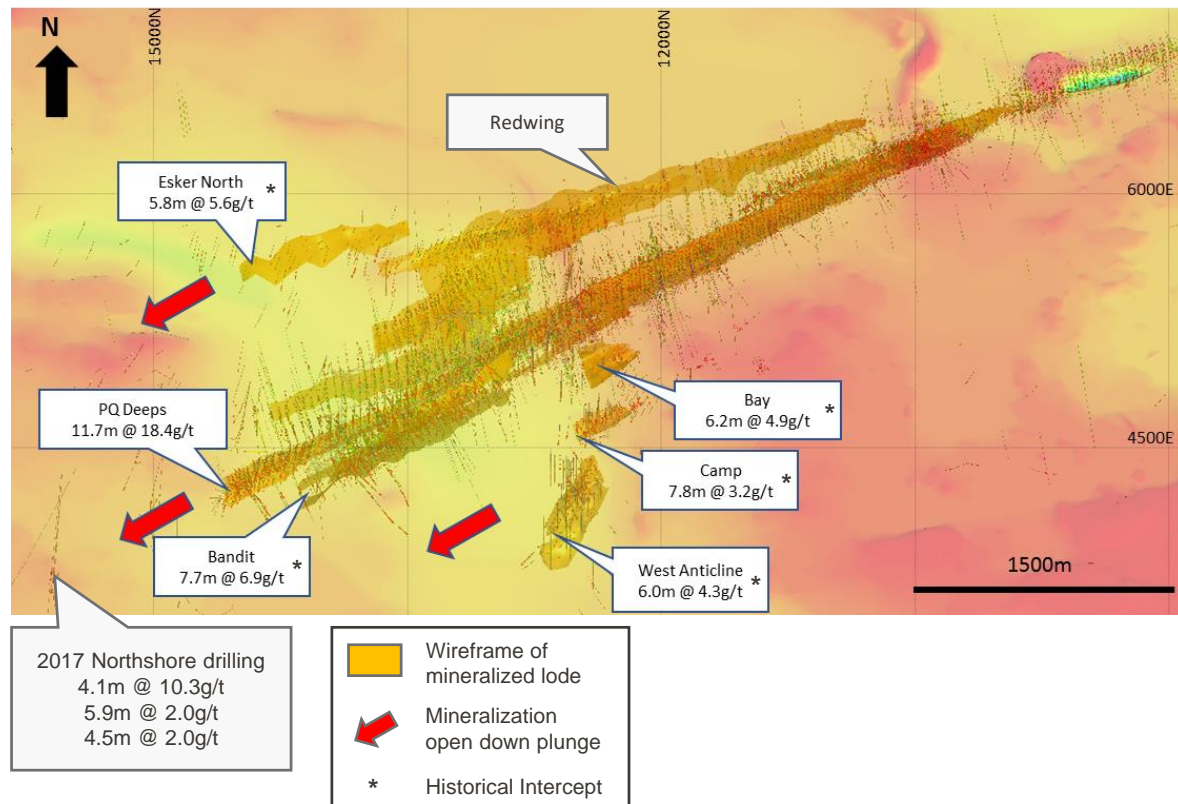 N
15000N
12000N
Redwing
Esker North
5.8m @ 5.6g/t *
6000E
PQ Deeps
11.7m @ 18.4g/t
Bay
6.2m @ 4.9g/t *
4500E
Camp
7.8m @ 3.2g/t *
Bandit
7.7m @ 6.9g/t *
West Anticline
6.0m @ 4.3g/t *
1500m
2017 Northshore drilling
4.1m @ 10.3g/t
5.9m @ 2.0g/t
4.5m @ 2.0g/t
Wireframe of
mineralized lode
Mineralization
open down plunge
* Historical Intercept